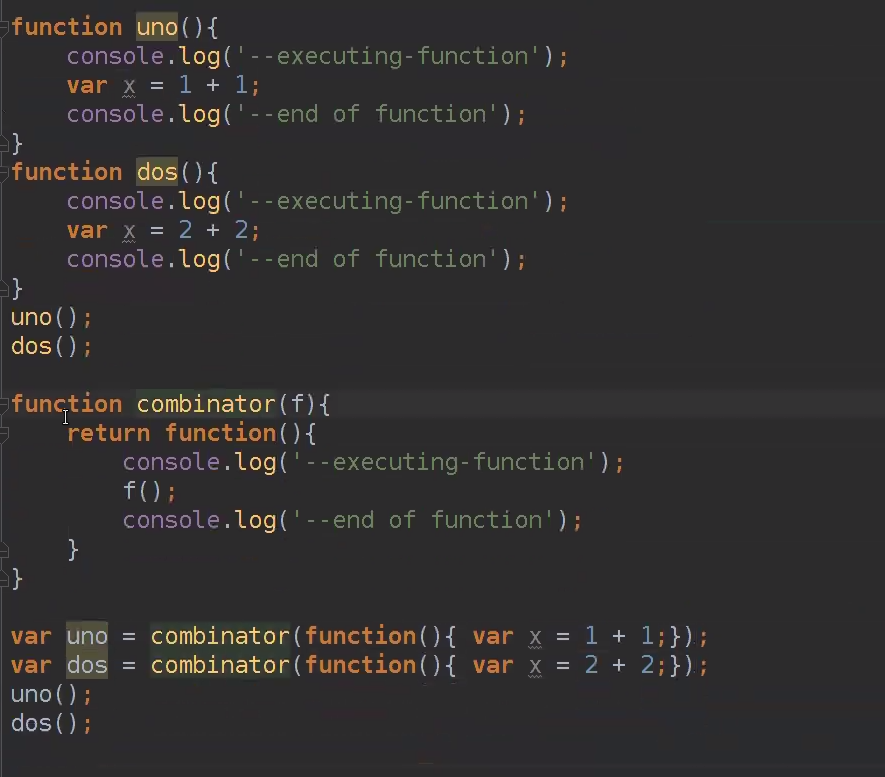 function uno(){
    console.log('--executing-function');
    var x = 1 + 1;
    console.log('--end of function');
}
function dos(){
    console.log('--executing-function');
    var x = 2 + 2;
    console.log('--end of function');
}
uno();
dos();

function combinator(f){
    return function(){
        console.log('--executing-function');
        f();
        console.log('--end of function');
    }
}

var uno = combinator(function(){ var x = 1 + 1;});
var dos = combinator(function(){ var x = 2 + 2;});
uno();
dos();